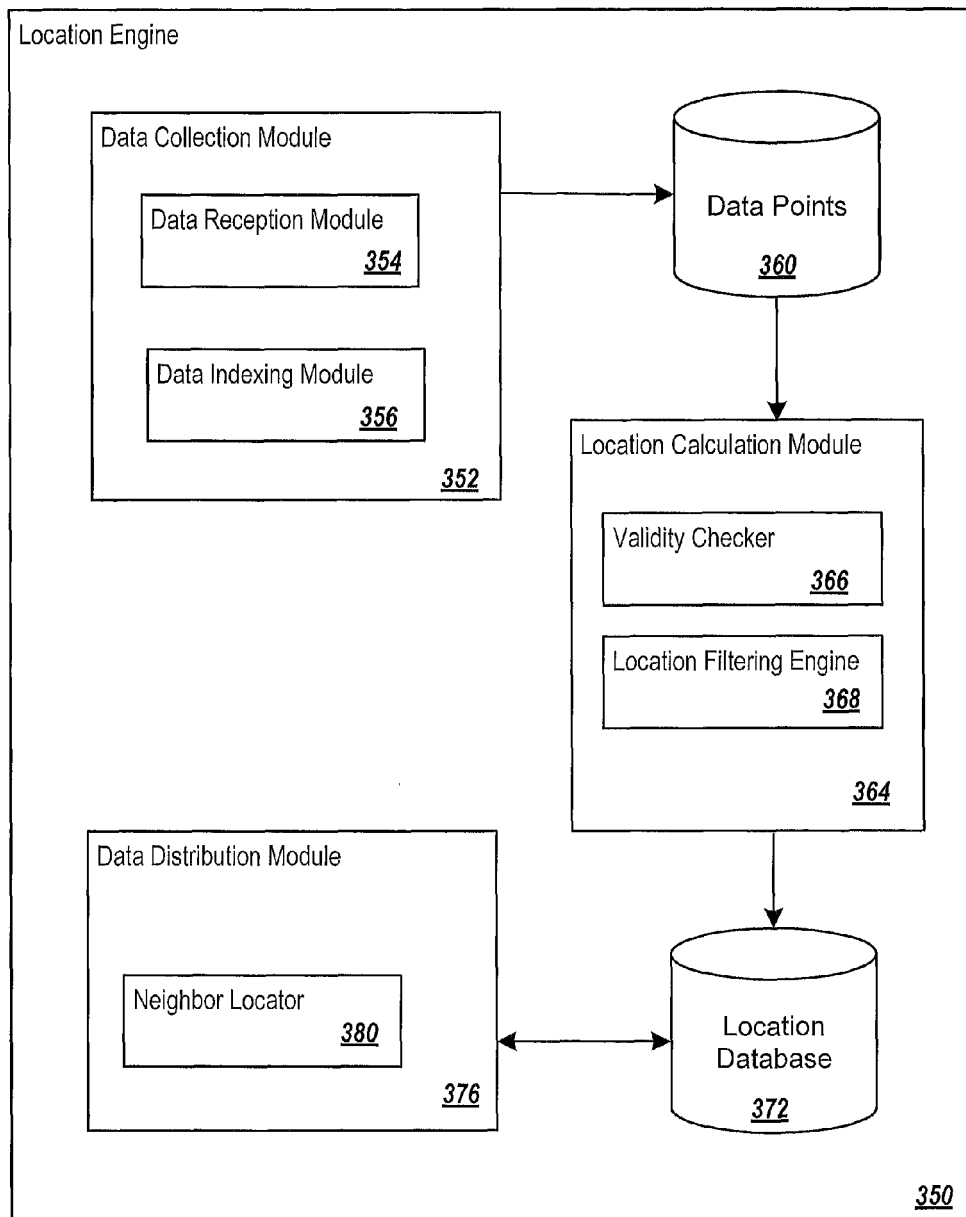 Location Engine
Data Collection Module
Data Reception Module
354
Data Indexing Module
356
352
Data Points
360
Location Calculation Module
Validity Checker
366
Location Filtering Engine
368
364
Data Distribution Module
Neighbor Locator
380
376
Location
Database
372
350